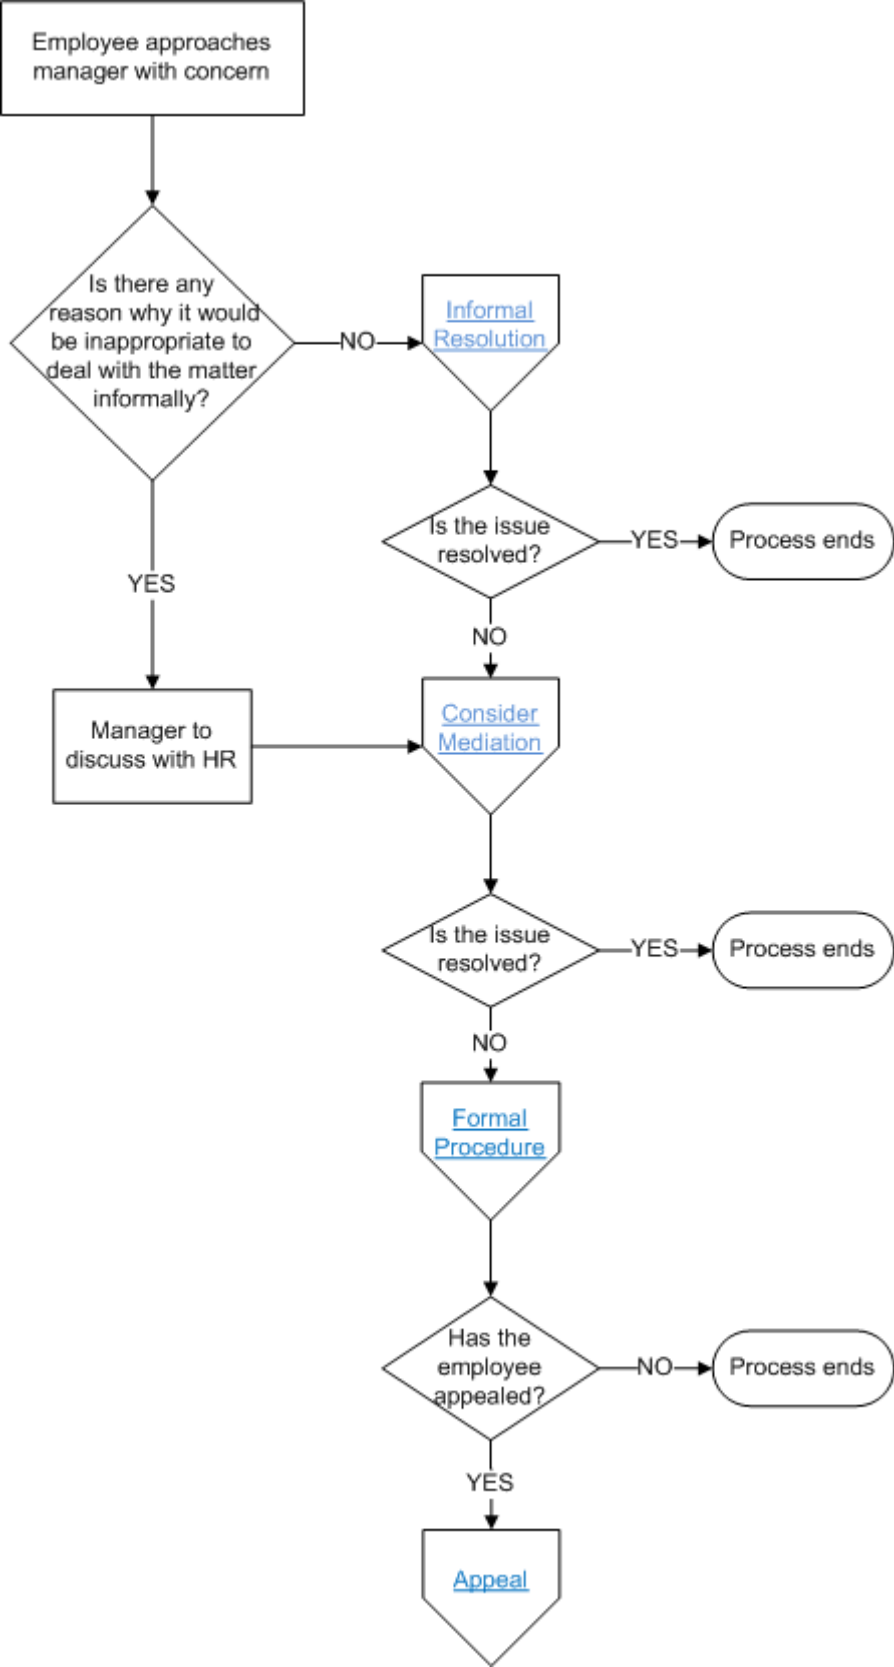 Employee approaches
manager with concern
Is there any
reason why it would
be inappropriate to
deal with the matter
informally?
NO
Informal
Resolution
Is the issue
resolved?
YES
Process ends
YES
NO
Manager to
discuss with HR
Consider
Mediation
Is the issue
resolved?
YES
Process ends
NO
Formal
Procedure
Has the
employee
appealed?
NO
Process ends
YES
Appeal